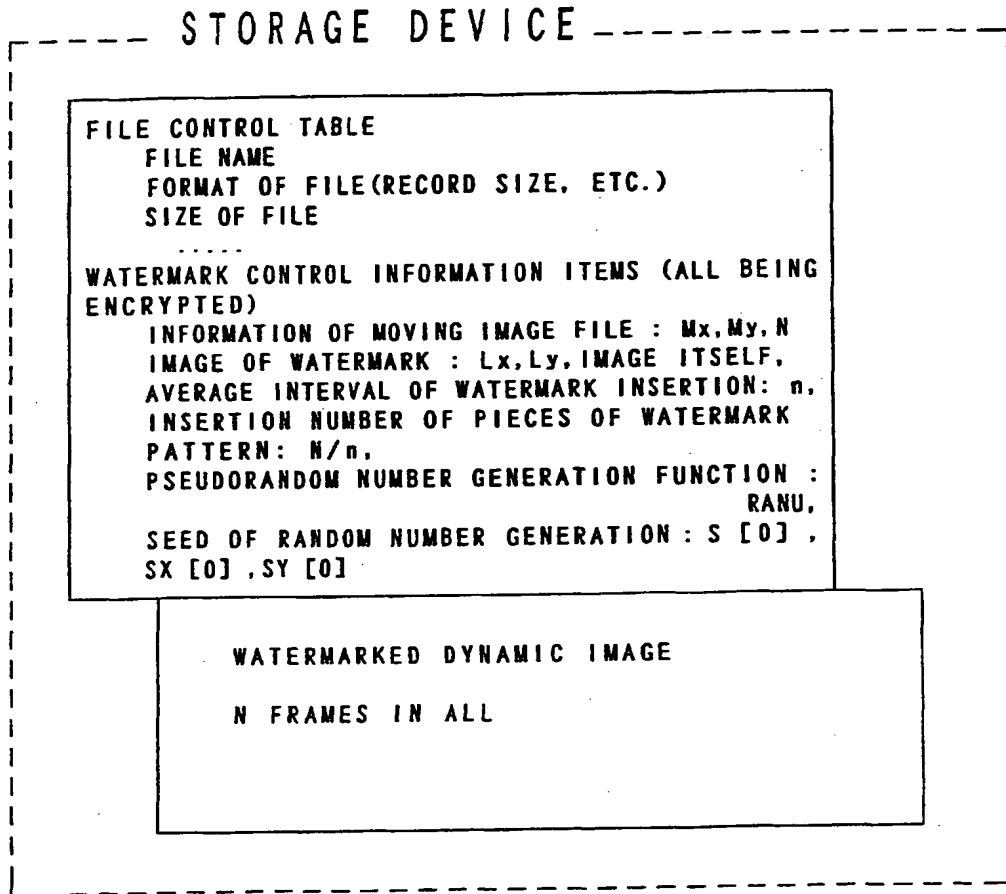 STORAGE DEVICE
FILE CONTROL TABLE
FILE NAME
FORMAT OF FILE(RECORD SIZE, ETC.)
SIZE OF FILE
.....
WATERMARK CONTROL INFORMATION ITEMS (ALL BEING
ENCRYPTED)
INFORMATION OF MOVING IMAGE FILE : Mx,My,N
IMAGE OF WATERMARK : Lx,Ly,IMAGE ITSELF,
AVERAGE INTERVAL OF WATERMARK INSERTION: n,
INSERTION NUMBER OF PIECES OF WATERMARK
PATTERN: N/n,
PSEUDORANDOM NUMBER GENERATION FUNCTION :
RANU,
SEED OF RANDOM NUMBER GENERATION : S [0] ,
SX [0] ,SY [0]
WATERMARKED DYNAMIC IMAGE
N FRAMES IN ALL